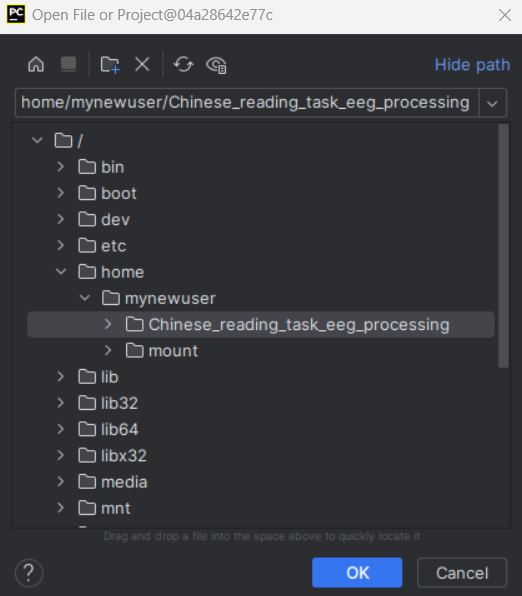 PC
Open File or Project@04a28642e77c
Hide path
home/mynewuser/Chinese_reading_task_eeg_processing
/
bin
boot
dev
etc
home
mynewuser
Chinese_reading_task_eeg_processing
mount
lib
lib32
lib64
libx32
media
mnt
Drag and drop a file into the space above to quickly locate it
?
OK
Cancel